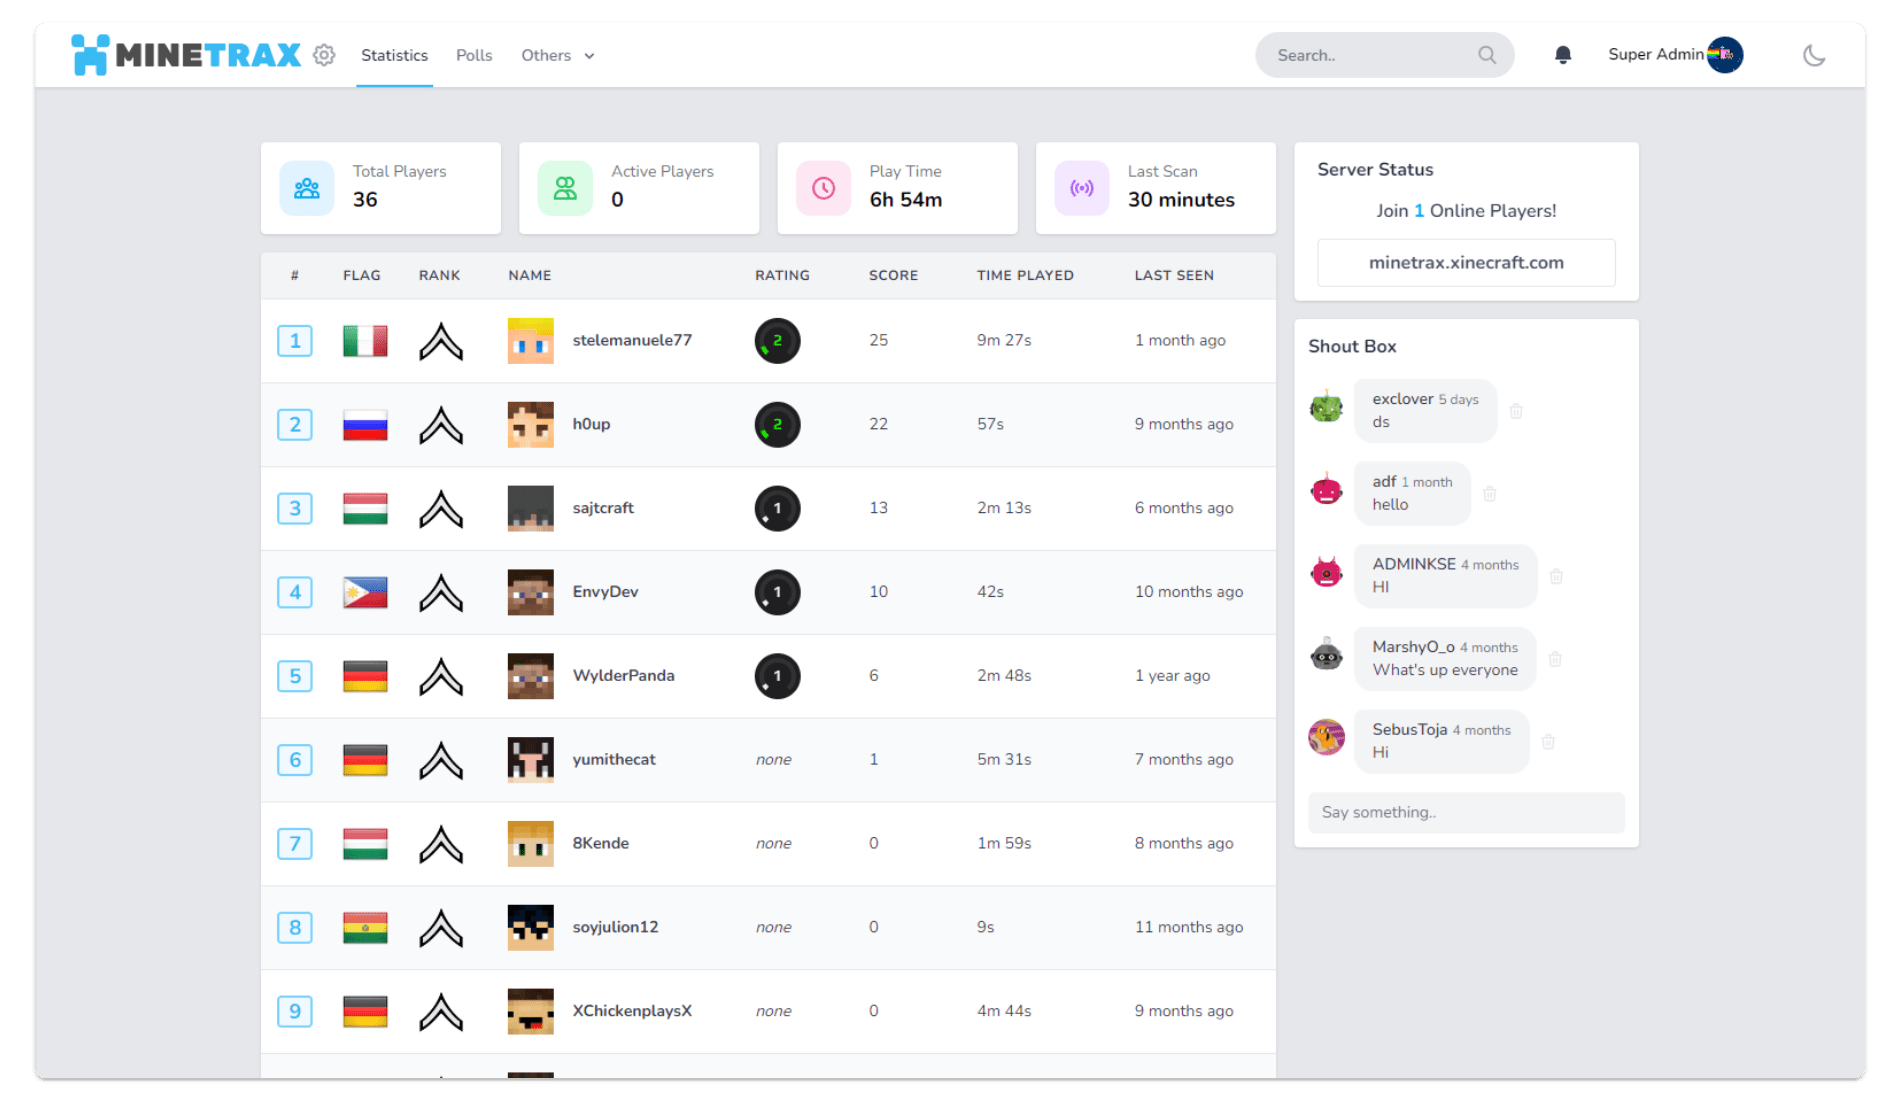 MINETRAX Statistics Polls Others Search.. Super Admin
Total Players
36
Active Players
0
Play Time
6h 54m
Last Scan
30 minutes
# FLAG RANK NAME RATING SCORE TIME PLAYED LAST SEEN
1 stelemanuele77 2 25 9m 27s 1 month ago
2 h0up 2 22 57s 9 months ago
3 sajtcraft 1 13 2m 13s 6 months ago
4 EnvyDev 1 10 42s 10 months ago
5 WylderPanda 1 6 2m 48s 1 year ago
6 yumithecat none 1 5m 31s 7 months ago
7 8Kende none 0 1m 59s 8 months ago
8 soyjulion12 none 0 9s 11 months ago
9 XChickenplaysX none 0 4m 44s 9 months ago
Server Status
Join 1 Online Players!
minetrax.xinecraft.com
Shout Box
exclover 5 days
ds
adf 1 month
hello
ADMINKSE 4 months
HI
MarshyO_o 4 months
What's up everyone
SebusToja 4 months
Hi
Say something..